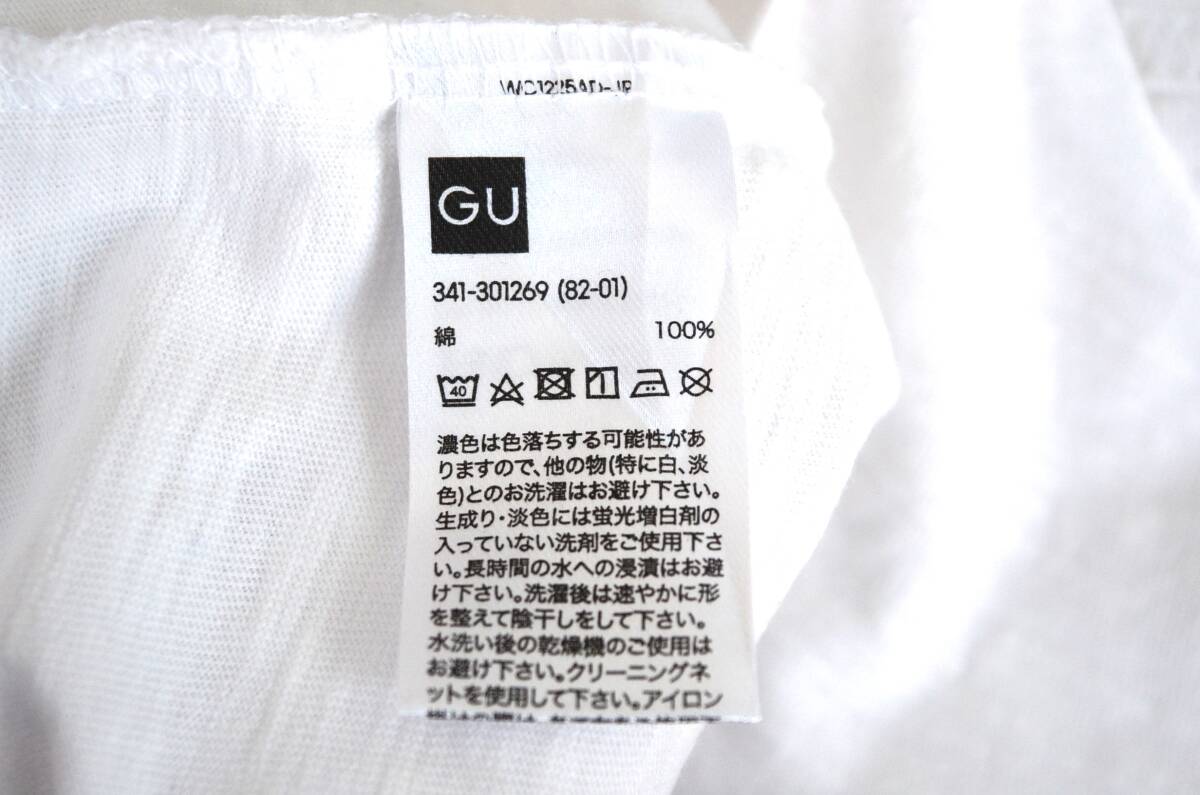 WC1225AD-JP
GU
341-301269 (82-01)
綿 100%
40
濃色は色落ちする可能性があ
りますので、他の物(特に白、淡
色)とのお洗濯はお避け下さい。
生成り・淡色には蛍光増白剤の
入っていない洗剤をご使用下さ
い。長時間の水への浸漬はお避
け下さい。洗濯後は速やかに形
を整えて陰干しをして下さい。
水洗い後の乾燥機のご使用は
お避け下さい。クリーニングネ
ットを使用して下さい。アイロン